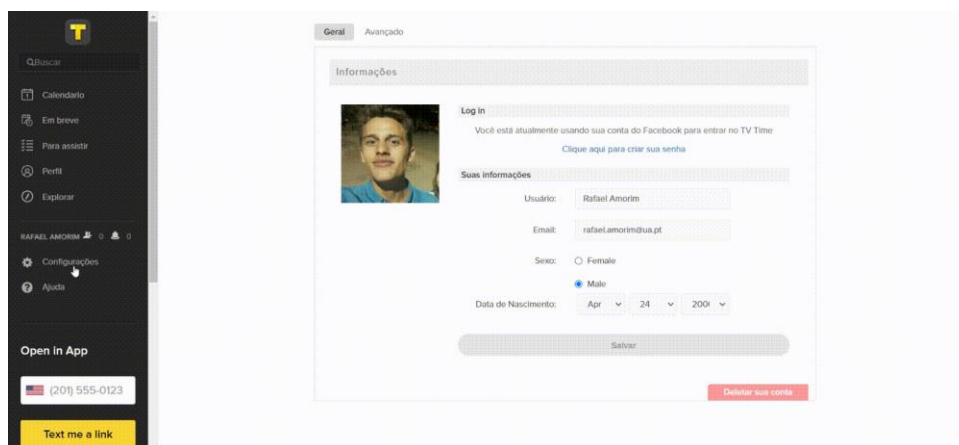 T
Buscar
Calendario
Em breve
Para assistir
Perfil
Explorar
RAFAEL AMORIM 0 0
Configurações
Ajuda
Open in App
(201) 555-0123
Text me a link
Geral Avançado
Informações
Log in
Você está atualmente usando sua conta do Facebook para entrar no TV Time
Clique aqui para criar sua senha
Suas informações
Usuário: Rafael Amorim
Email: rafael.amorim@ua.pt
Sexo: Female
Male
Data de Nascimento: Apr 24
Salvar
Deletar sua conta